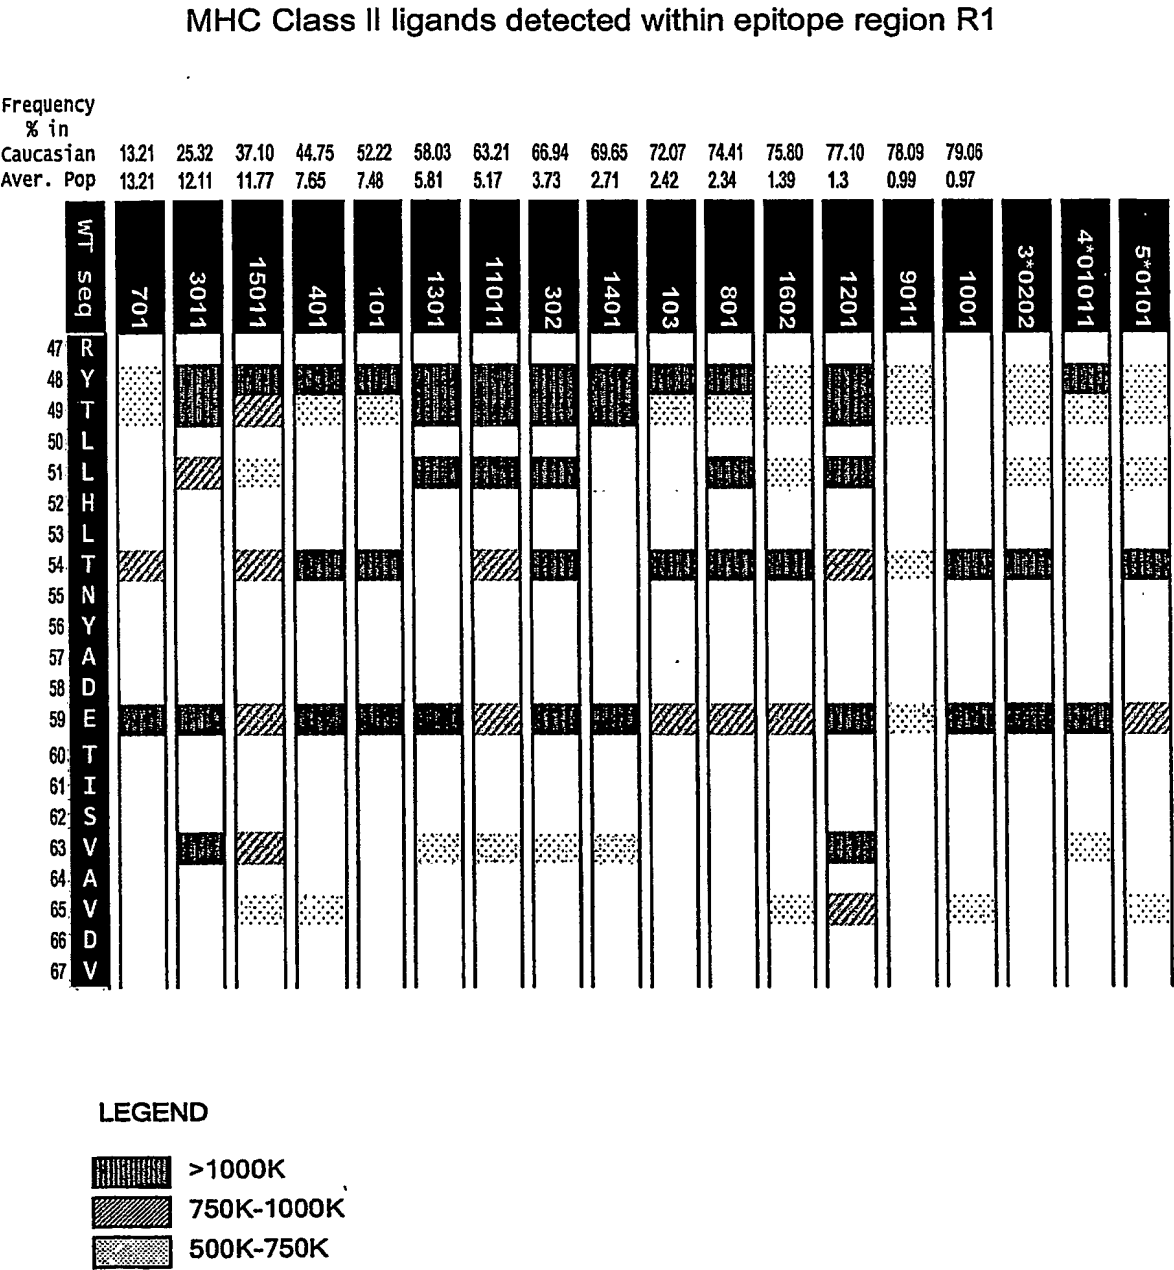 MHC Class II ligands detected within epitope region R1
Frequency
% in
Caucasian 13.21 25.32 37.10 44.75 52.22 58.03 63.21 66.94 69.65 72.07 74.41 75.80 77.10 78.09 79.06
Aver. Pop 13.21 12.11 11.77 7.65 7.48 5.81 5.17 3.73 2.71 2.42 2.34 1.39 1.3 0.99 0.97
WT seq 701 3011 15011 401 101 1301 11011 302 1401 103 801 1602 1201 9011 1001 3*0202 4*01011 5*0101
47 R
48 Y
49 T
50 L
51 L
52 H
53 L
54 T
55 N
56 Y
57 A
58 D
59 E
60 T
61 I
62 S
63 V
64 A
65 V
66 D
67 V
LEGEND
>1000K
750K-1000K
500K-750K